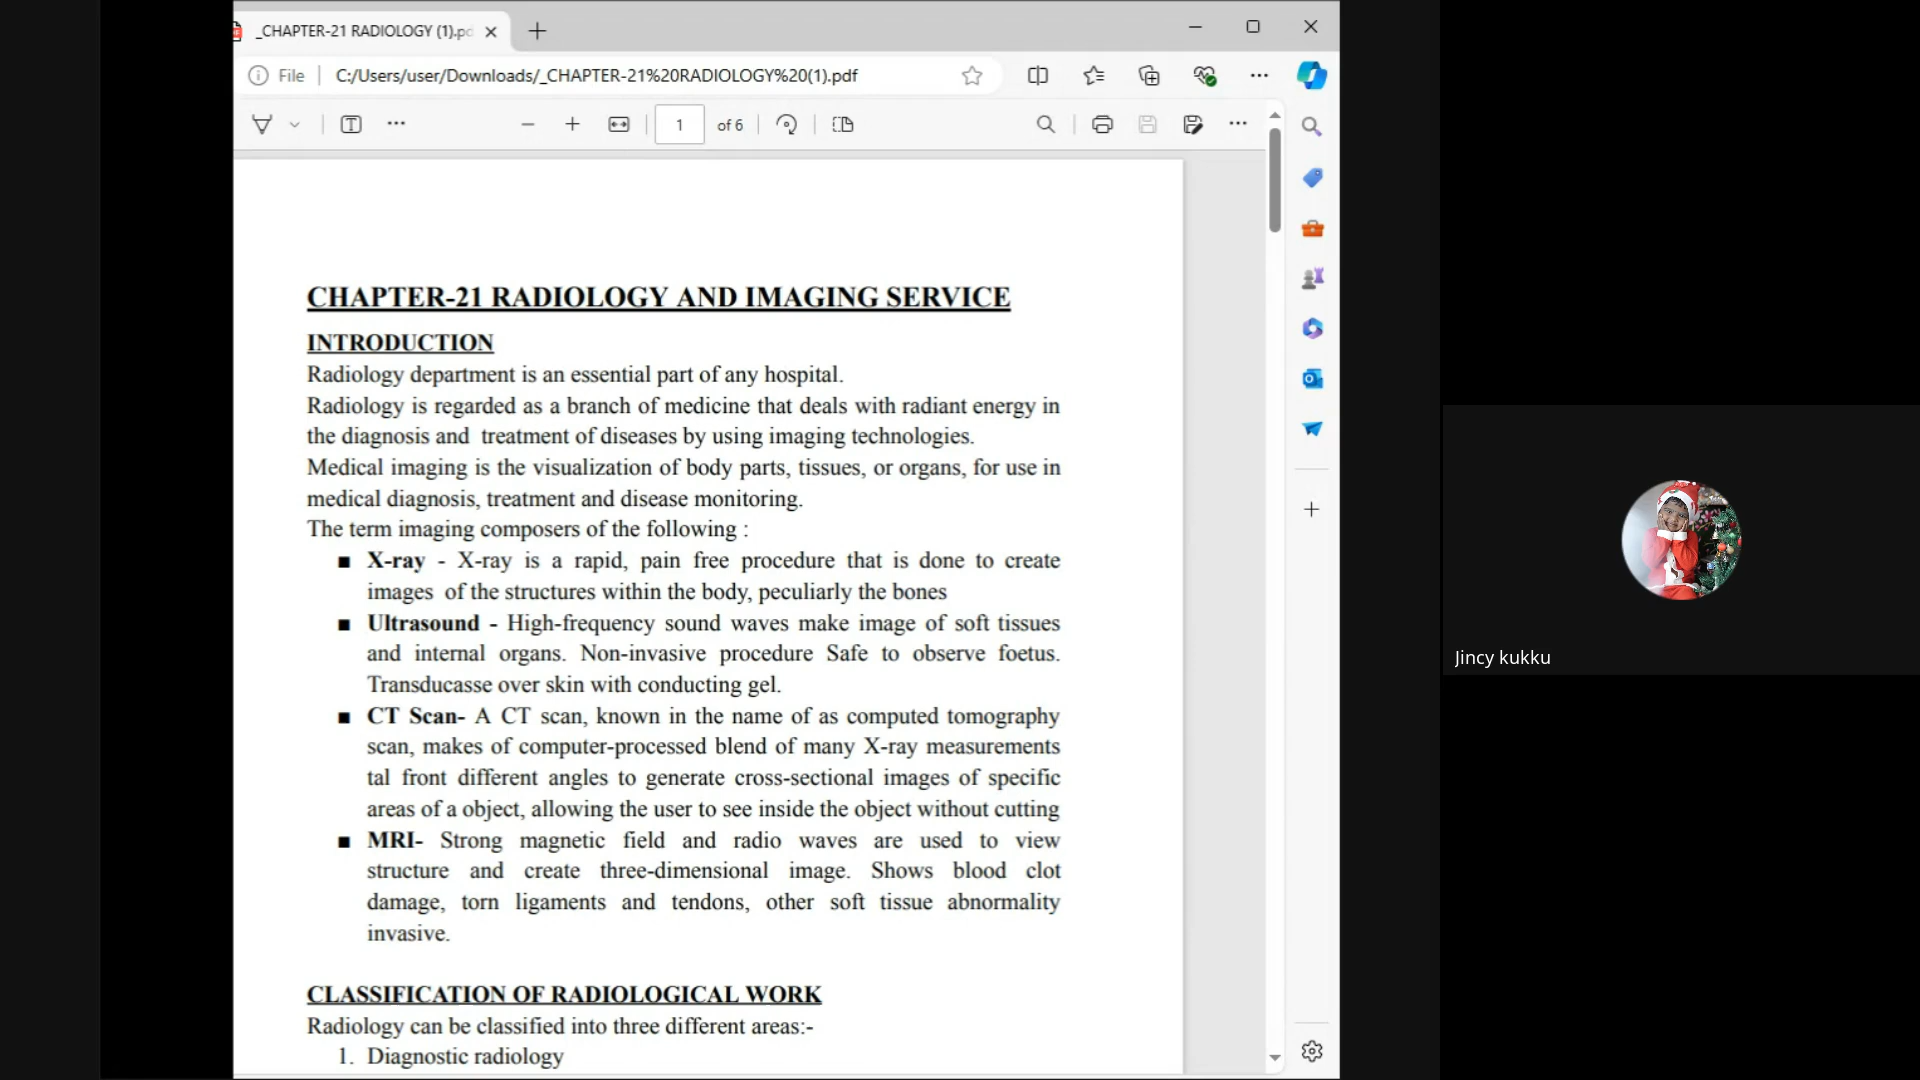 _CHAPTER-21 RADIOLOGY (1).pd
File
C:/Users/user/Downloads/_CHAPTER-21%20RADIOLOGY%20(1).pdf
1 of 6
CHAPTER-21 RADIOLOGY AND IMAGING SERVICE
INTRODUCTION
Radiology department is an essential part of any hospital.
Radiology is regarded as a branch of medicine that deals with radiant energy in
the diagnosis and treatment of diseases by using imaging technologies.
Medical imaging is the visualization of body parts, tissues, or organs, for use in
medical diagnosis, treatment and disease monitoring.
The term imaging composers of the following :
■ X-ray - X-ray is a rapid, pain free procedure that is done to create
images of the structures within the body, peculiarly the bones
■ Ultrasound - High-frequency sound waves make image of soft tissues
and internal organs. Non-invasive procedure Safe to observe foetus.
Transducasse over skin with conducting gel.
■ CT Scan- A CT scan, known in the name of as computed tomography
scan, makes of computer-processed blend of many X-ray measurements
tal front different angles to generate cross-sectional images of specific
areas of a object, allowing the user to see inside the object without cutting
■ MRI- Strong magnetic field and radio waves are used to view
structure and create three-dimensional image. Shows blood clot
damage, torn ligaments and tendons, other soft tissue abnormality
invasive.
CLASSIFICATION OF RADIOLOGICAL WORK
Radiology can be classified into three different areas:-
1. Diagnostic radiology
Jincy kukku